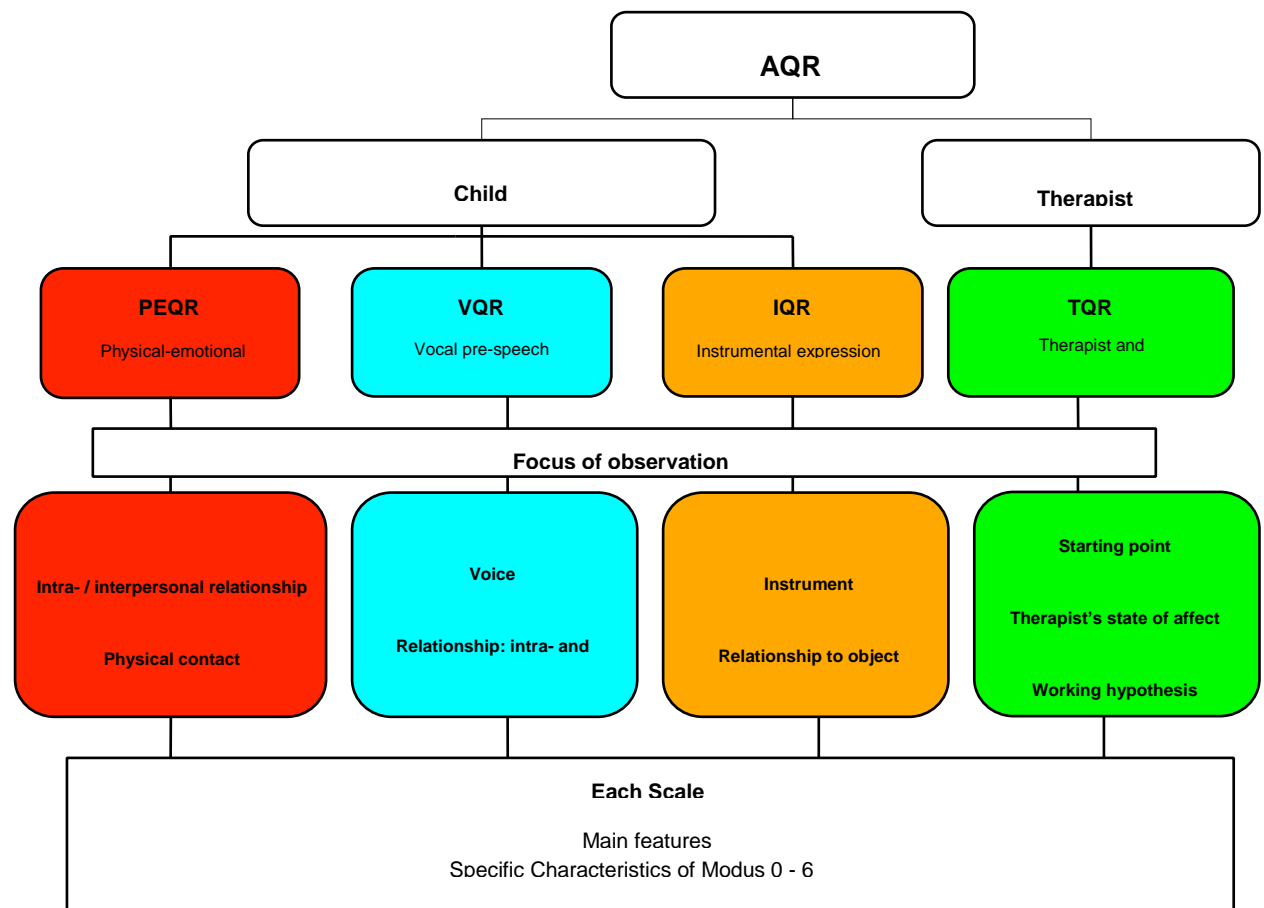 AQR
Child
Therapist
PEQR
Physical-emotional
VQR
Vocal pre-speech
IQR
Instrumental expression
TQR
Therapist and
Focus of observation
Intra- / interpersonal relationship
Physical contact
Voice
Relationship: intra- and
Instrument
Relationship to object
Starting point
Therapist’s state of affect
Working hypothesis
Each Scale
Main features
Specific Characteristics of Modus 0 - 6